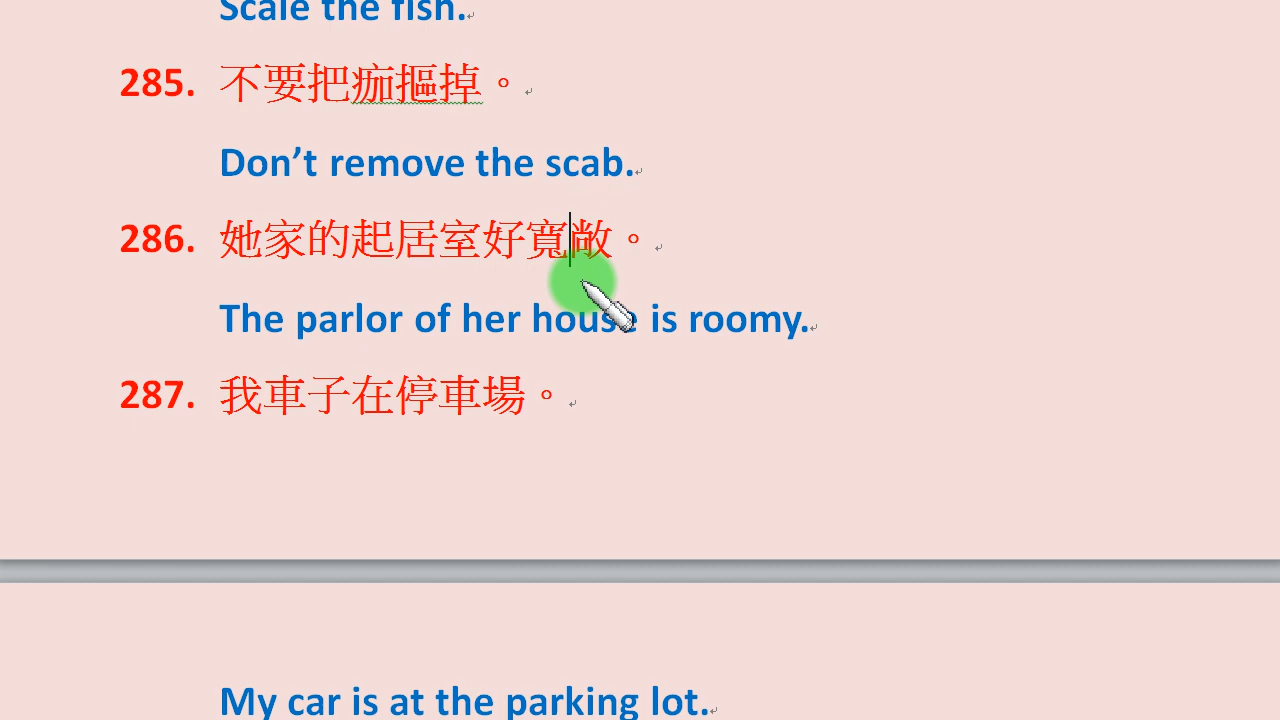 Scale the fish.
285. 不要把痂摳掉。
Don’t remove the scab.
286. 她家的起居室好寬敞。
The parlor of her house is roomy.
287. 我車子在停車場。
My car is at the parking lot.